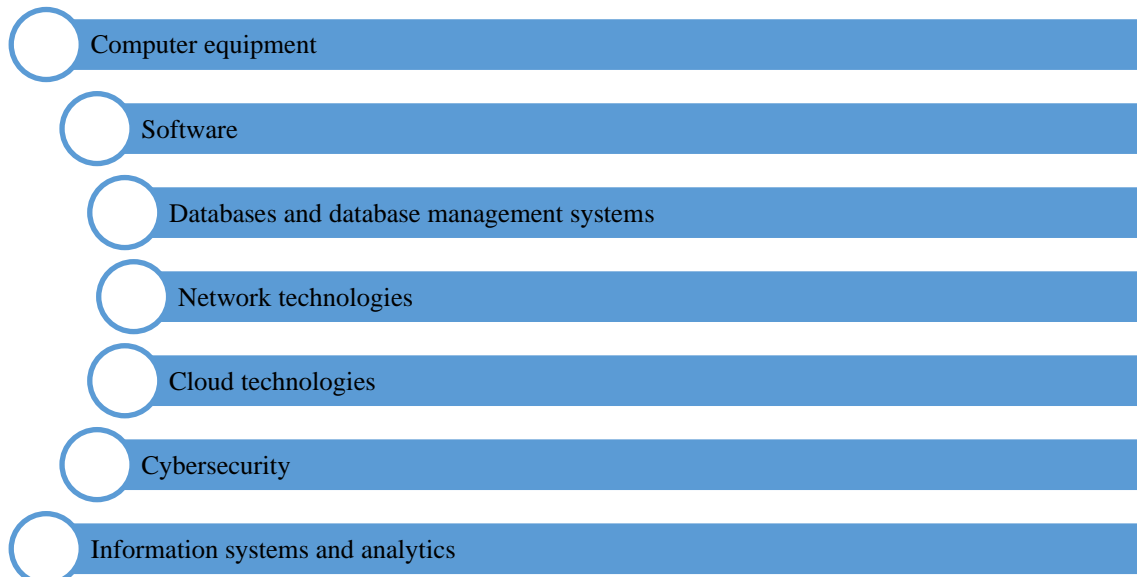 Computer equipment
Software
Databases and database management systems
Network technologies
Cloud technologies
Cybersecurity
Information systems and analytics